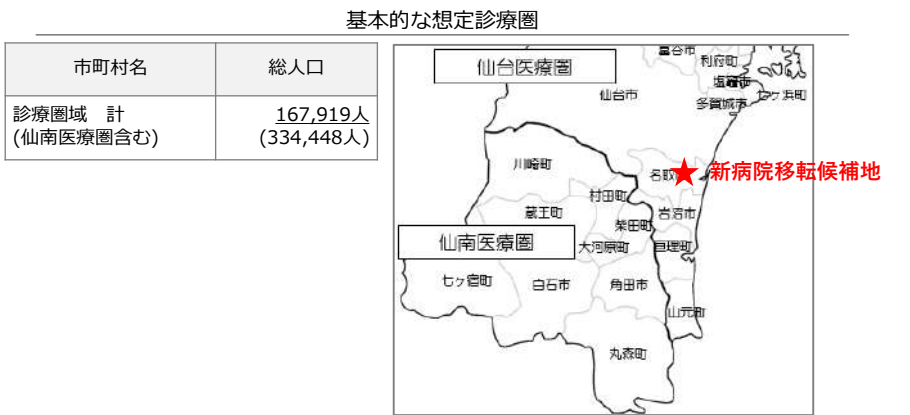 基本的な想定診療圏
市町村名
総人口
診療圏域 計
(仙南医療圏含む)
167,919人
(334,448人)
仙台医療圏
富谷市
利府町
塩竈市
仙台市
多賀城市
七ヶ浜町
川崎町
名取
新病院移転候補地
村田町
蔵王町
岩沼市
柴田町
仙南医療圏
大河原町
亘理町
七ヶ宿町
白石市
角田市
山元町
丸森町